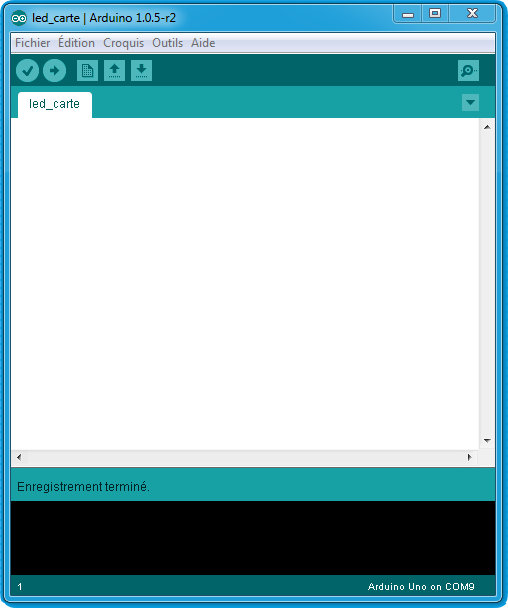 led_carte | Arduino 1.0.5-r2
Fichier Édition Croquis Outils Aide
led_carte
Enregistrement terminé.
1 Arduino Uno on COM9